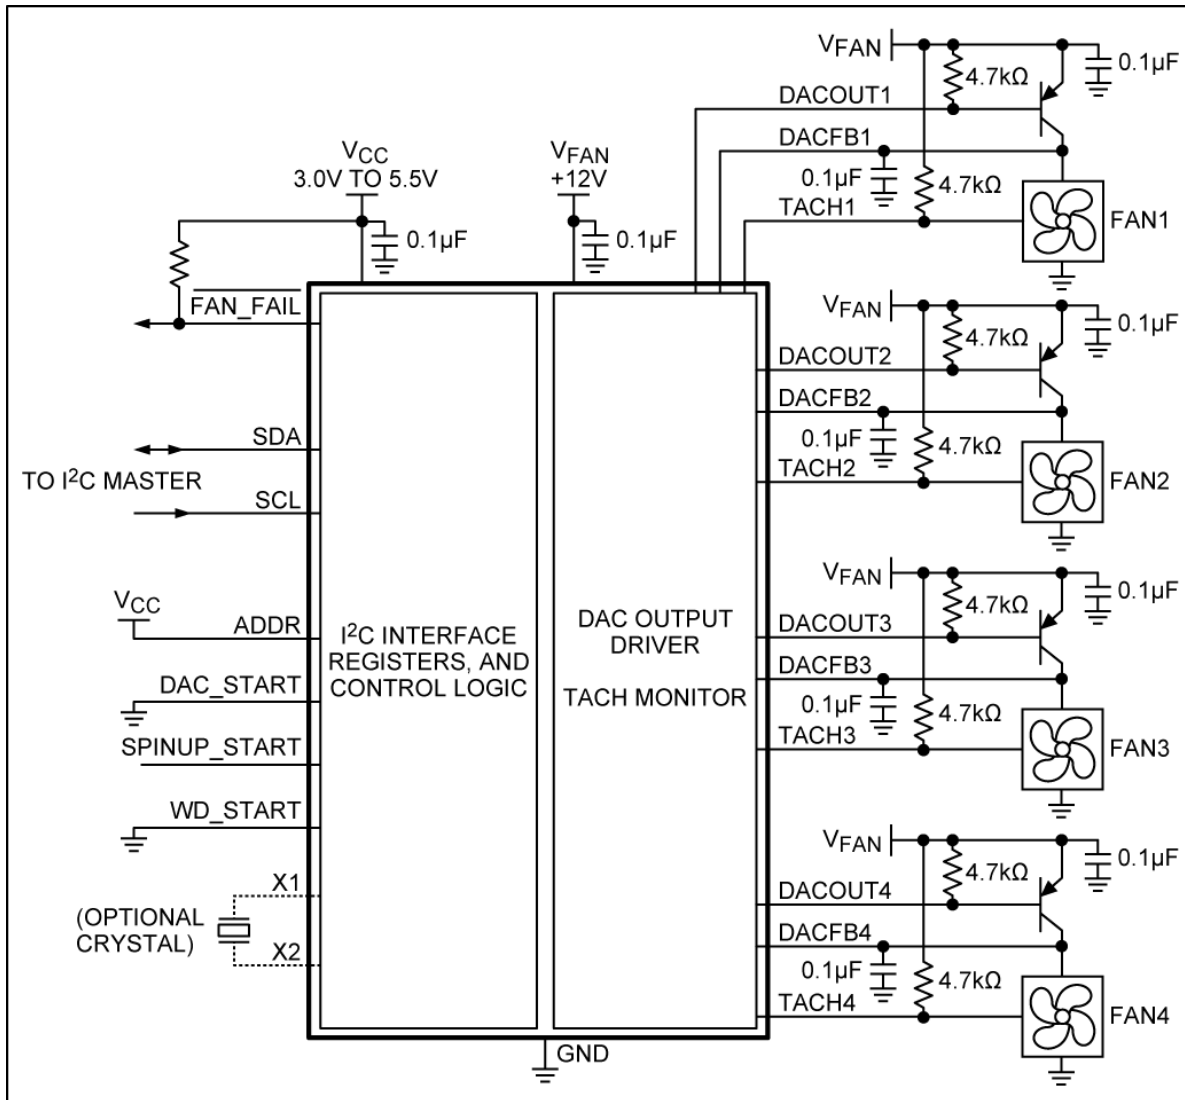 VFAN
4.7kΩ
0.1µF
DACOUT1
DACFB1
0.1µF
4.7kΩ
TACH1
FAN1
VCC
3.0V TO 5.5V
0.1µF
VFAN
+12V
0.1µF
FAN_FAIL
SDA
TO I²C MASTER
SCL
VCC
ADDR
DAC_START
SPINUP_START
WD_START
X1
(OPTIONAL
CRYSTAL)
X2
I²C INTERFACE
REGISTERS, AND
CONTROL LOGIC
DAC OUTPUT
DRIVER
TACH MONITOR
GND
VFAN
4.7kΩ
0.1µF
DACOUT2
DACFB2
0.1µF
4.7kΩ
TACH2
FAN2
VFAN
4.7kΩ
0.1µF
DACOUT3
DACFB3
0.1µF
4.7kΩ
TACH3
FAN3
VFAN
4.7kΩ
0.1µF
DACOUT4
DACFB4
0.1µF
4.7kΩ
TACH4
FAN4